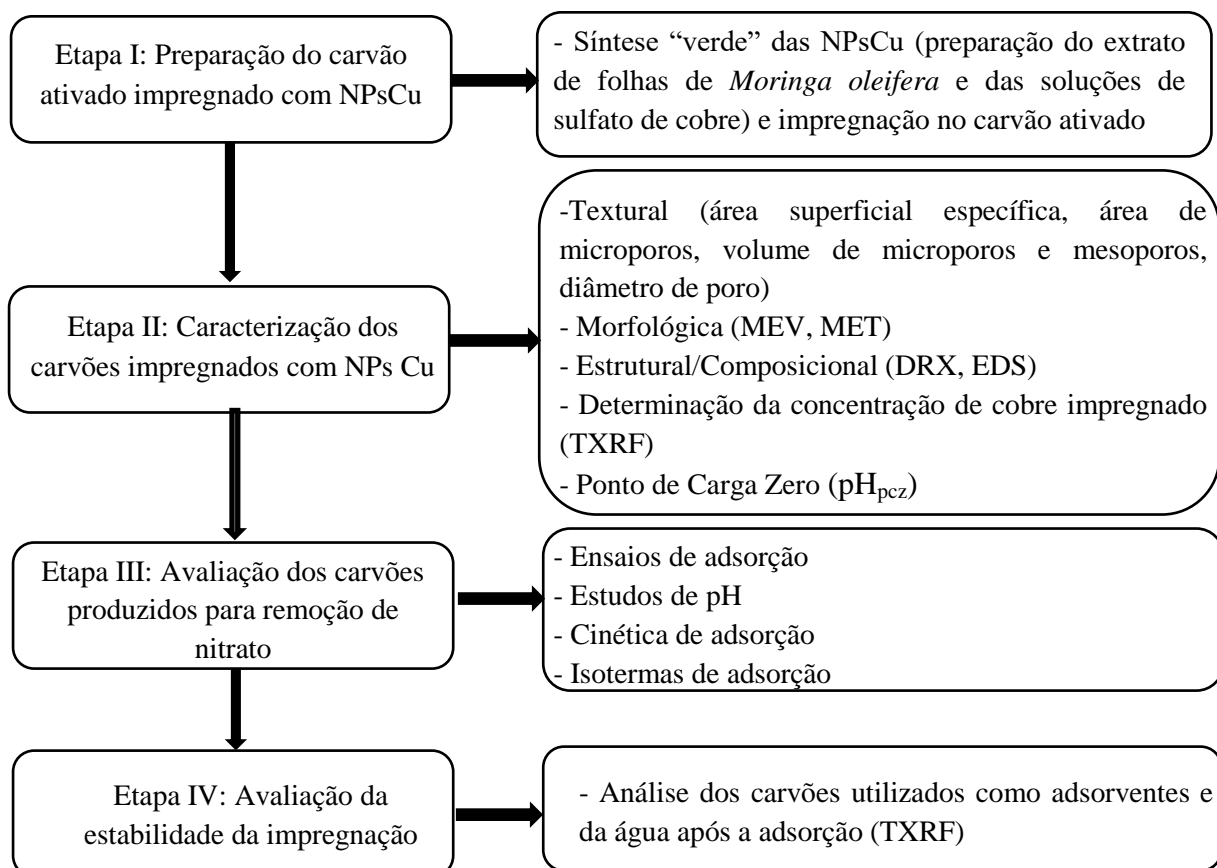 Etapa I: Preparação do carvão
ativado impregnado com NPsCu
- Síntese “verde” das NPsCu (preparação do extrato
de folhas de Moringa oleifera e das soluções de
sulfato de cobre) e impregnação no carvão ativado
Etapa II: Caracterização dos
carvões impregnados com NPs Cu
-Textural (área superficial específica, área de
microporos, volume de microporos e mesoporos,
diâmetro de poro)
- Morfológica (MEV, MET)
- Estrutural/Composicional (DRX, EDS)
- Determinação da concentração de cobre impregnado
(TXRF)
- Ponto de Carga Zero (pHpcz)
Etapa III: Avaliação dos carvões
produzidos para remoção de
nitrato
- Ensaios de adsorção
- Estudos de pH
- Cinética de adsorção
- Isotermas de adsorção
Etapa IV: Avaliação da
estabilidade da impregnação
- Análise dos carvões utilizados como adsorventes e
da água após a adsorção (TXRF)